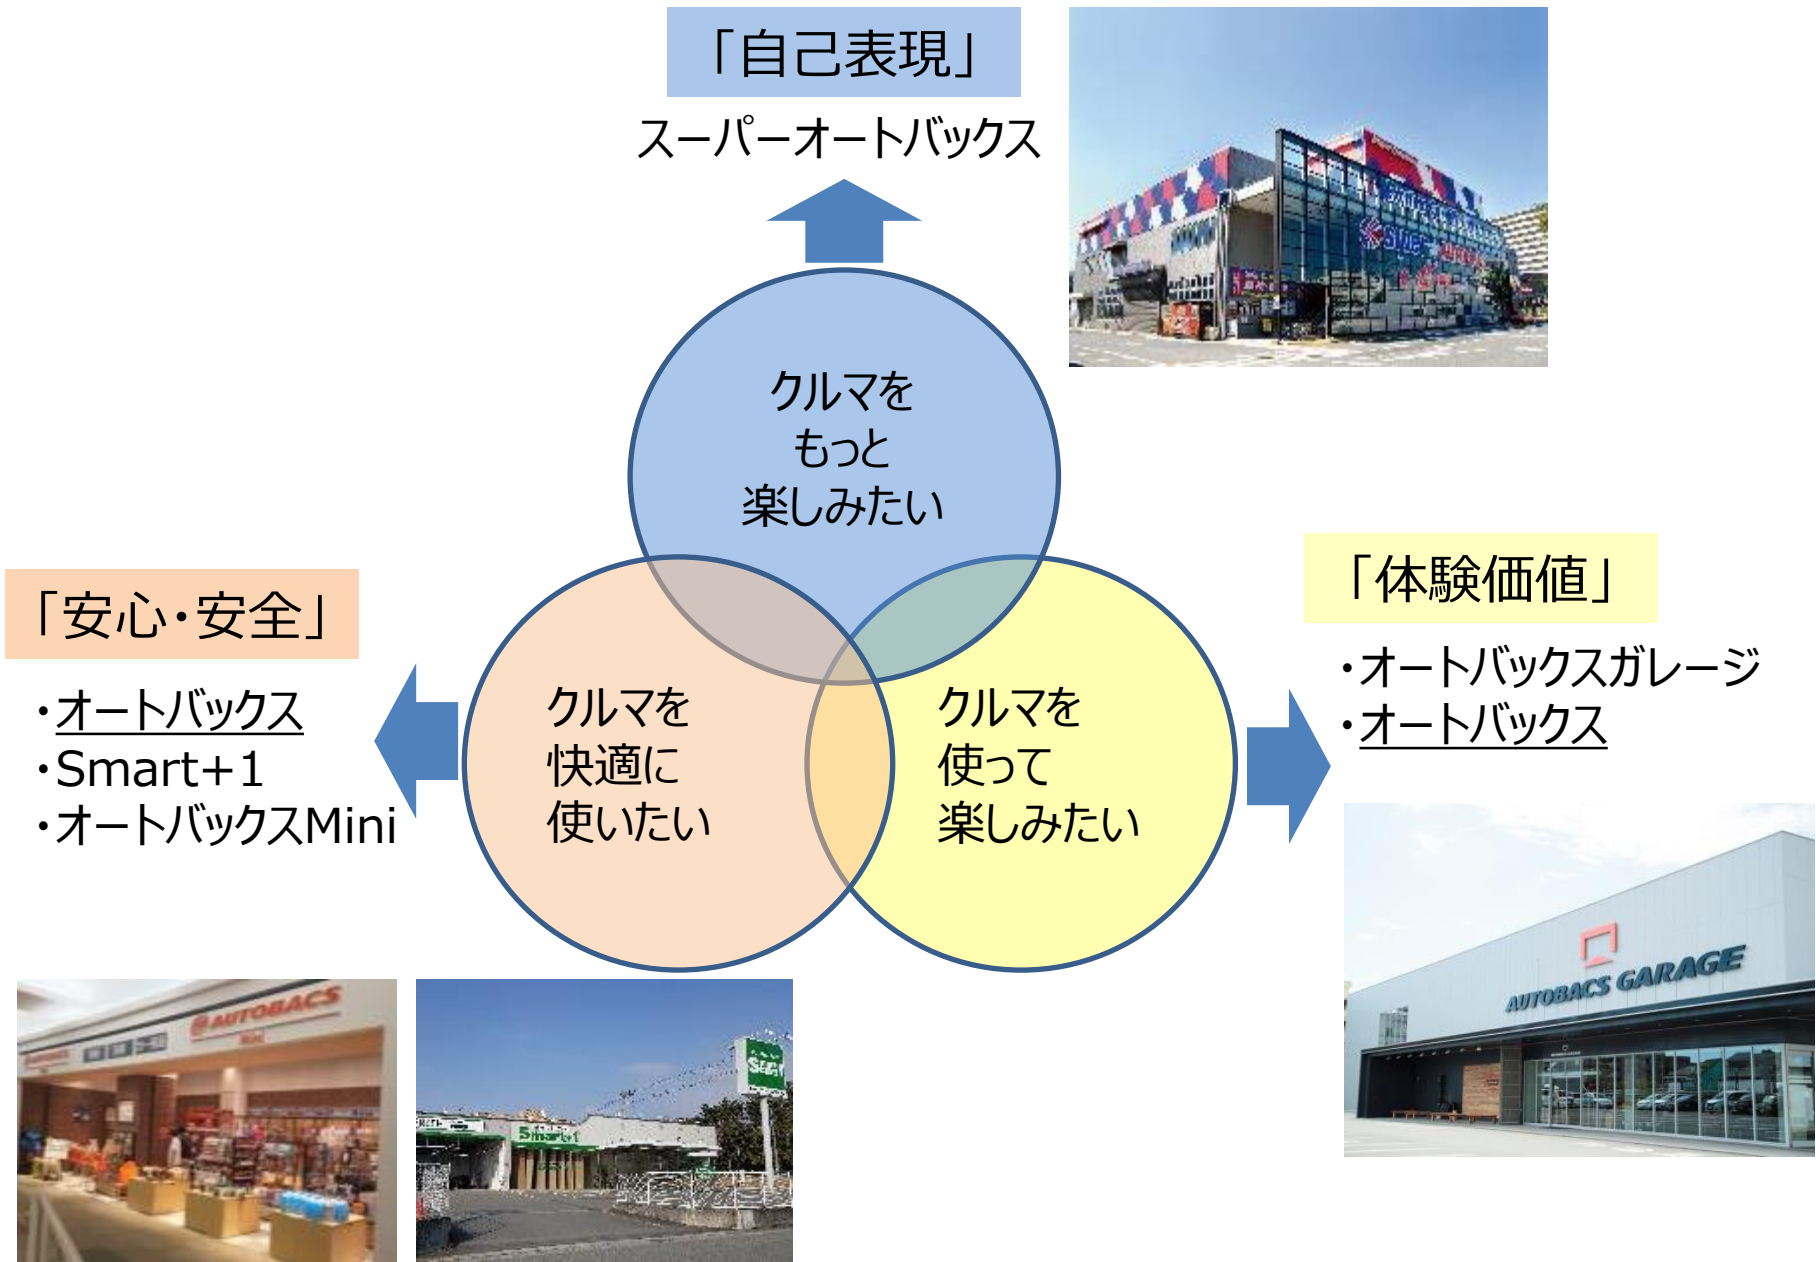 「自己表現」
スーパーオートバックス
クルマを
もっと
楽しみたい
「安心・安全」
・オートバックス
・Smart+1
・オートバックスMini
クルマを
快適に
使いたい
クルマを
使って
楽しみたい
「体験価値」
・オートバックスガレージ
・オートバックス
AUTOBACS
Mini
Smart+1
AUTOBACS GARAGE